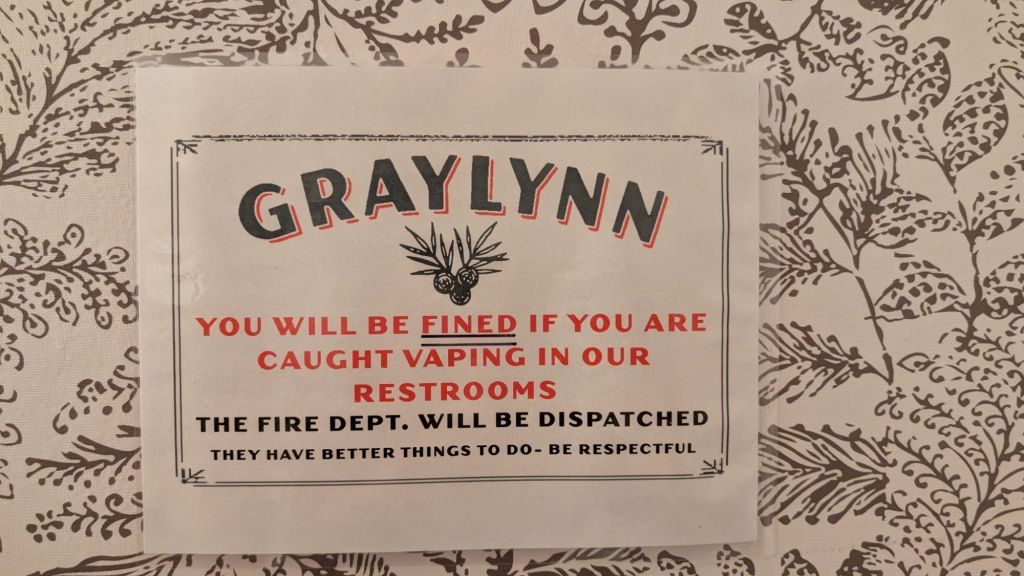 GRAYLYNN
YOU WILL BE FINED IF YOU ARE
CAUGHT VAPING IN OUR
RESTROOMS
THE FIRE DEPT. WILL BE DISPATCHED
THEY HAVE BETTER THINGS TO DO- BE RESPECTFUL